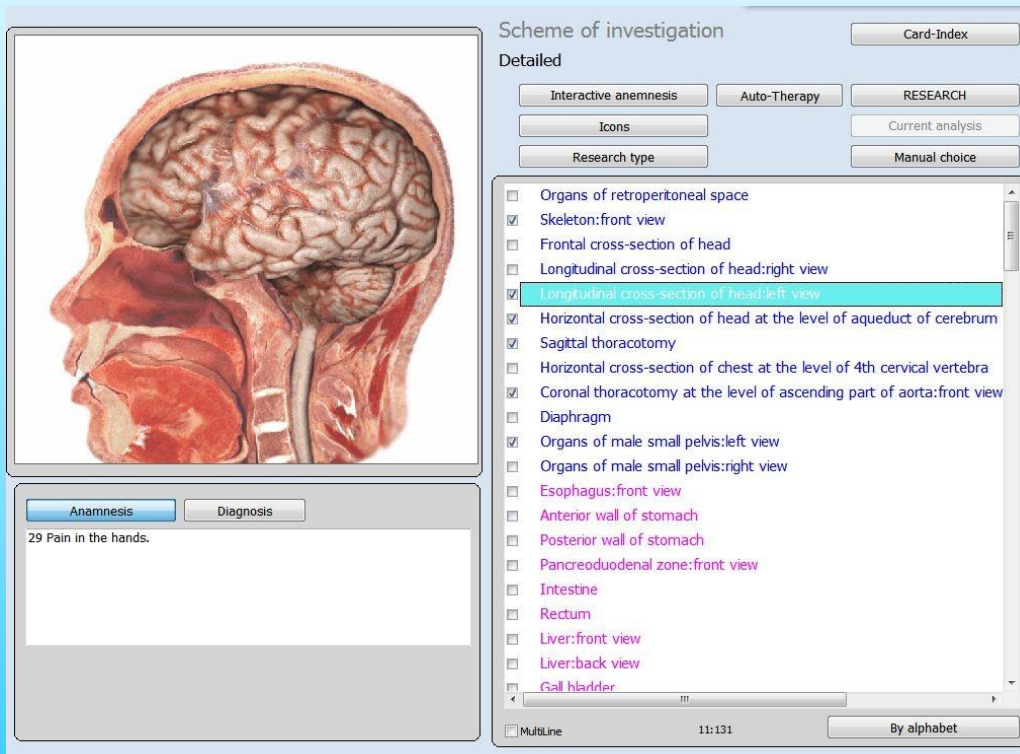 Scheme of investigation
Card-Index
Detailed
Interactive anemnesis
Auto-Therapy
RESEARCH
Icons
Current analysis
Research type
Manual choice
Organs of retroperitoneal space
Skeleton:front view
Frontal cross-section of head
Longitudinal cross-section of head:right view
Longitudinal cross-section of head:left view
Horizontal cross-section of head at the level of aqueduct of cerebrum
Sagittal thoracotomy
Horizontal cross-section of chest at the level of 4th cervical vertebra
Coronal thoracotomy at the level of ascending part of aorta:front view
Diaphragm
Organs of male small pelvis:left view
Organs of male small pelvis:right view
Esophagus:front view
Anterior wall of stomach
Posterior wall of stomach
Pancreoduodenal zone:front view
Intestine
Rectum
Liver:front view
Liver:back view
Gall bladder
MultiLine
11:131
By alphabet
Anamnesis
Diagnosis
29 Pain in the hands.